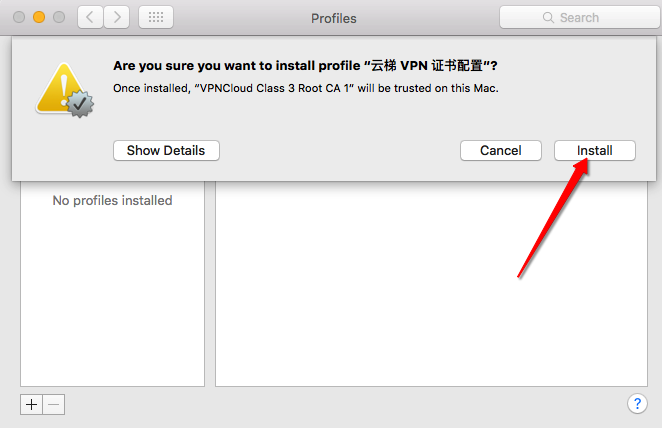 Profiles
Search
Are you sure you want to install profile “云梯 VPN 证书配置”?
Once installed, “VPNCloud Class 3 Root CA 1” will be trusted on this Mac.
Show Details
Cancel
Install
No profiles installed
+
−
?